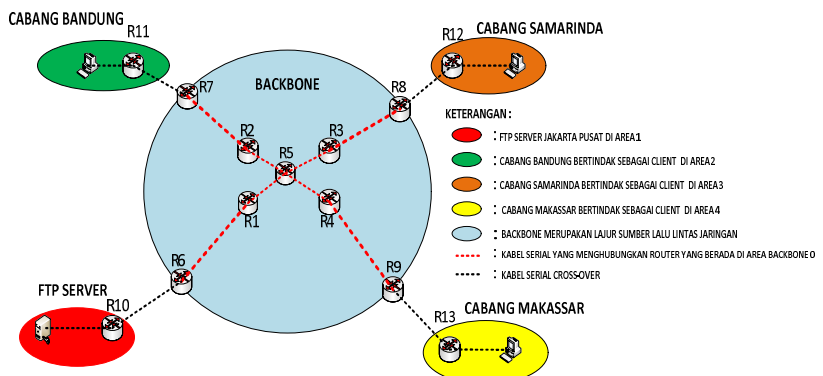 CABANG BANDUNG
R11
R7
BACKBONE
R2
R3
R5
R1
R4
R6
R9
R8
R12
CABANG SAMARINDA
FTP SERVER
R10
R13
CABANG MAKASSAR
KETERANGAN :
: FTP SERVER JAKARTA PUSAT DI AREA 1
: CABANG BANDUNG BERTINDAK SEBAGAI CLIENT DI AREA2
: CABANG SAMARINDA BERTINDAK SEBAGAI CLIENT DI AREA3
: CABANG MAKASSAR BERTINDAK SEBAGAI CLIENT DI AREA4
: BACKBONE MERUPAKAN LAJUR SUMBER LALU LINTAS JARINGAN
: KABEL SERIAL YANG MENGHUBUNGKAN ROUTER YANG BERADA DI AREA BACKBONE 0
: KABEL SERIAL CROSS-OVER